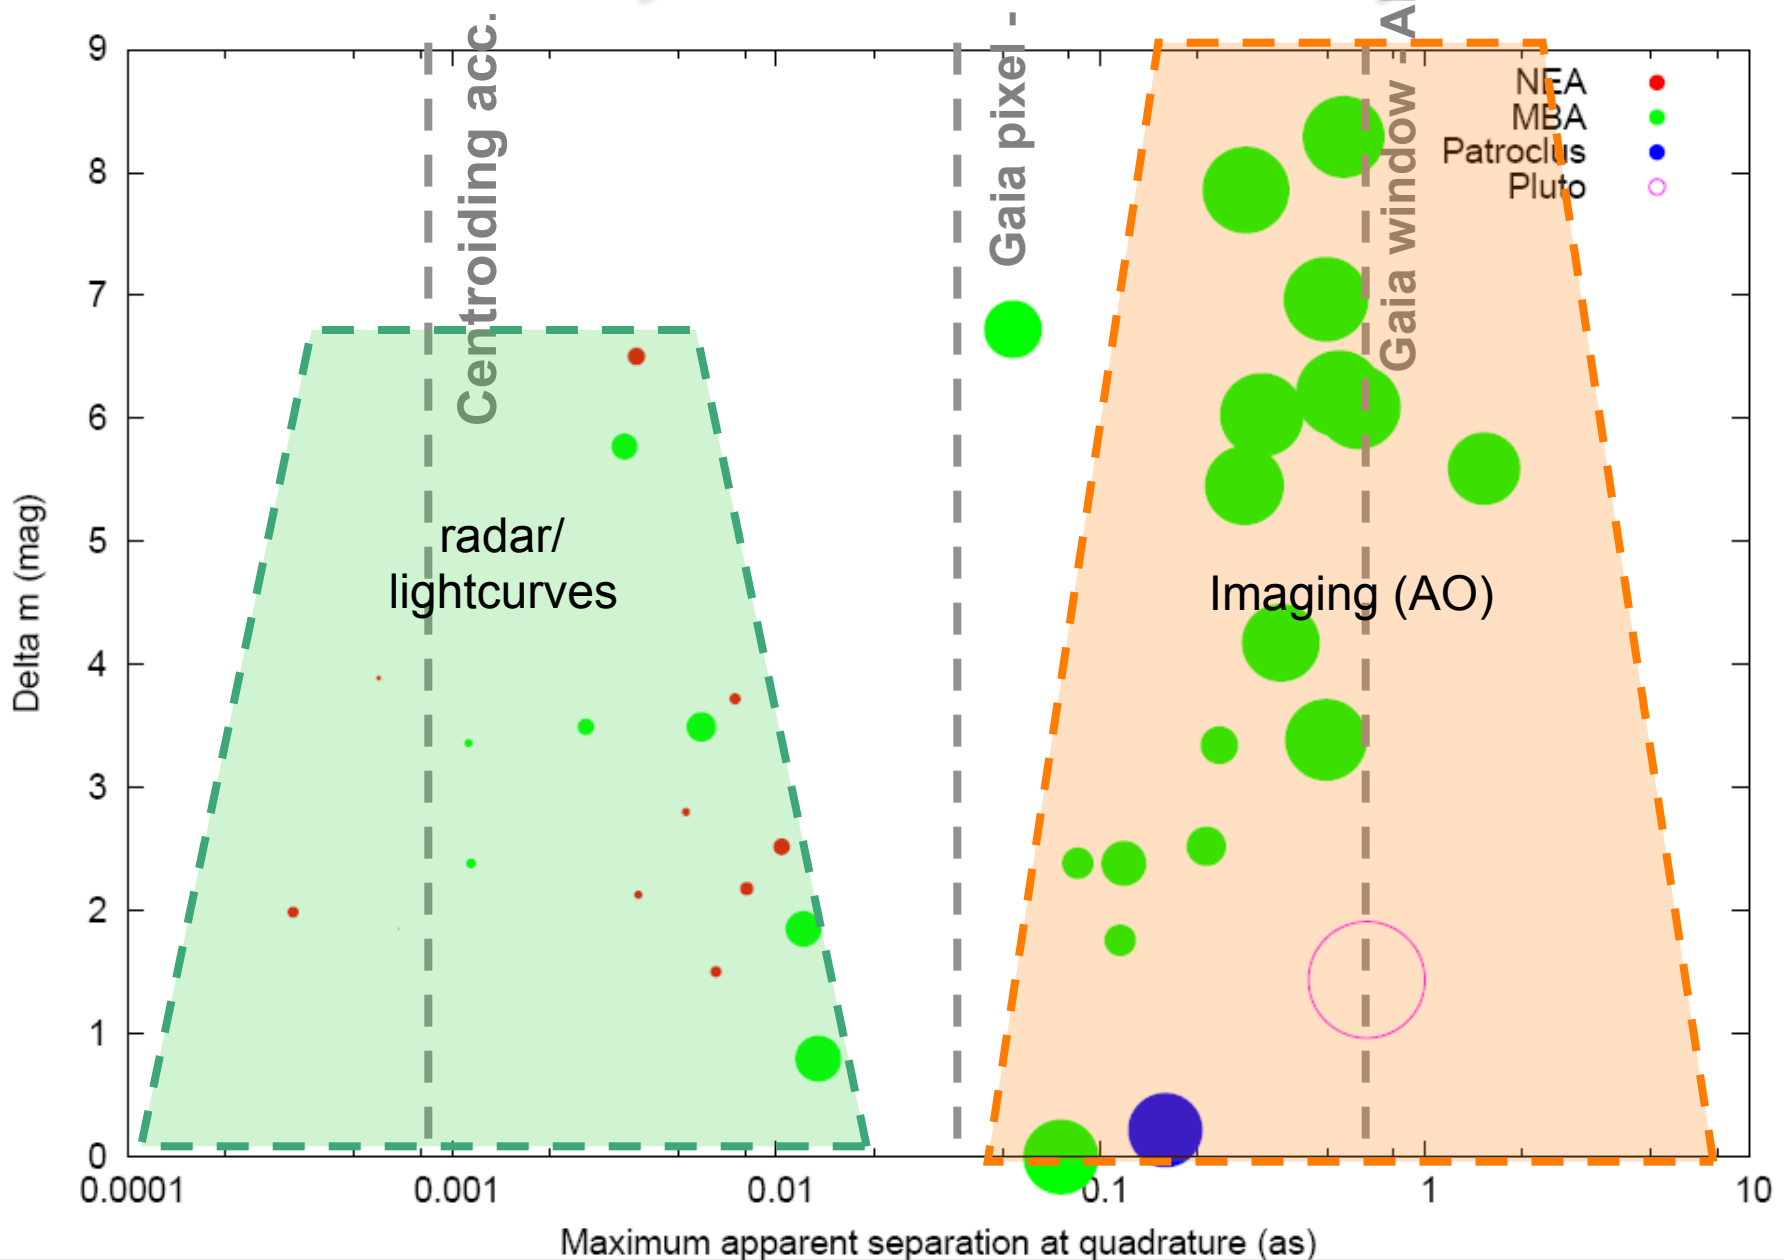 Centroiding acc.
Gaia pixel -
Gaia window -
NEA
MBA
Patroclus
Pluto
9
8
7
6
5
4
3
2
1
0
Delta m (mag)
radar/
lightcurves
Imaging (AO)
0.0001
0.001
0.01
0.1
1
10
Maximum apparent separation at quadrature (as)